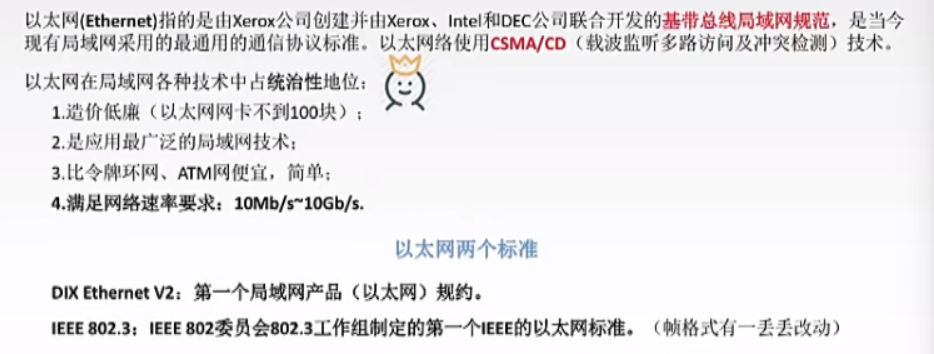 以太网(Ethernet)指的是由Xerox公司创建并由Xerox、Intel和DEC公司联合开发的基带总线局域网规范，是当今
现有局域网采用的最通用的通信协议标准。以太网络使用CSMA/CD（载波监听多路访问及冲突检测）技术。
以太网在局域网各种技术中占统治性地位：
1.造价低廉（以太网网卡不到100块）；
2.是应用最广泛的局域网技术；
3.比令牌环网、ATM网便宜，简单；
4.满足网络速率要求：10Mb/s~10Gb/s.
以太网两个标准
DIX Ethernet V2：第一个局域网产品（以太网）规约。
IEEE 802.3：IEEE 802委员会802.3工作组制定的第一个IEEE的以太网标准。（帧格式有一丢丢改动）